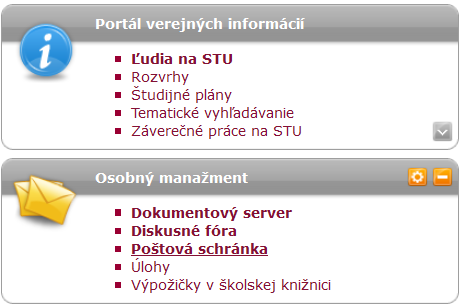 Portál verejných informácií
Ľudia na STU
Rozvrhy
Študijné plány
Tematické vyhľadávanie
Záverečné práce na STU
Osobný manažment
Dokumentový server
Diskusné fóra
Poštová schránka
Úlohy
Výpožičky v školskej knižnici